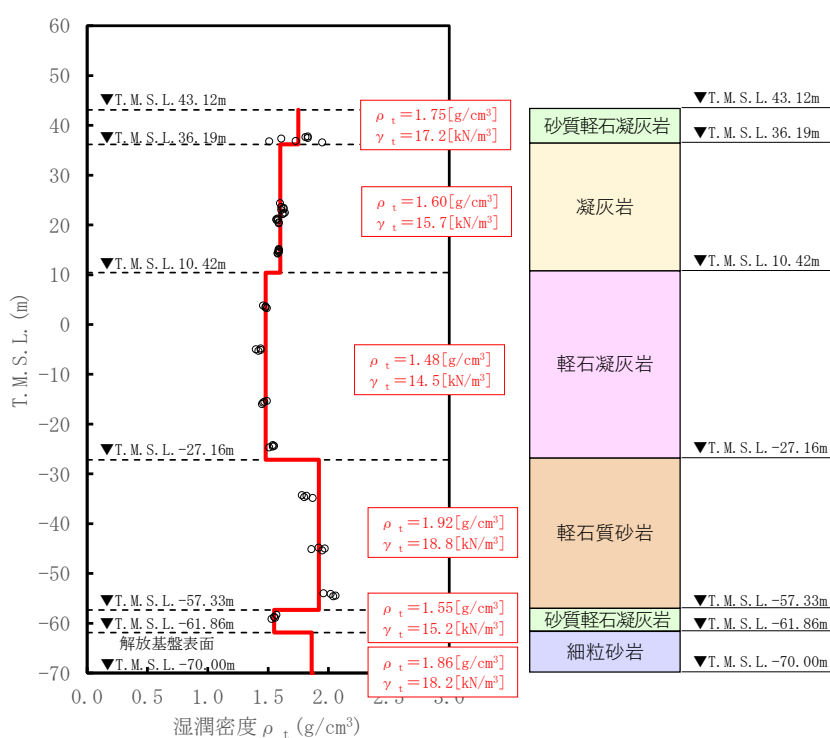 60
50
40
30
20
10
0
-10
-20
-30
-40
-50
-60
-70
T.M.S.L.(m)
▼T.M.S.L.43.12m
▼T.M.S.L.36.19m
▼T.M.S.L.10.42m
▼T.M.S.L.-27.16m
▼T.M.S.L.-57.33m
▼T.M.S.L.-61.86m
解放基盤表面
▼T.M.S.L.-70.00m
ρt=1.75[g/cm³]
γt=17.2[kN/m³]
ρt=1.60[g/cm³]
γt=15.7[kN/m³]
ρt=1.48[g/cm³]
γt=14.5[kN/m³]
ρt=1.92[g/cm³]
γt=18.8[kN/m³]
ρt=1.55[g/cm³]
γt=15.2[kN/m³]
ρt=1.86[g/cm³]
γt=18.2[kN/m³]
0.0 0.5 1.0 1.5 2.0 2.5 3.0
湿潤密度ρt(g/cm³)
砂質軽石凝灰岩
凝灰岩
軽石凝灰岩
軽石質砂岩
砂質軽石凝灰岩
細粒砂岩
▼T.M.S.L.43.12m
▼T.M.S.L.36.19m
▼T.M.S.L.10.42m
▼T.M.S.L.-27.16m
▼T.M.S.L.-57.33m
▼T.M.S.L.-61.86m
▼T.M.S.L.-70.00m